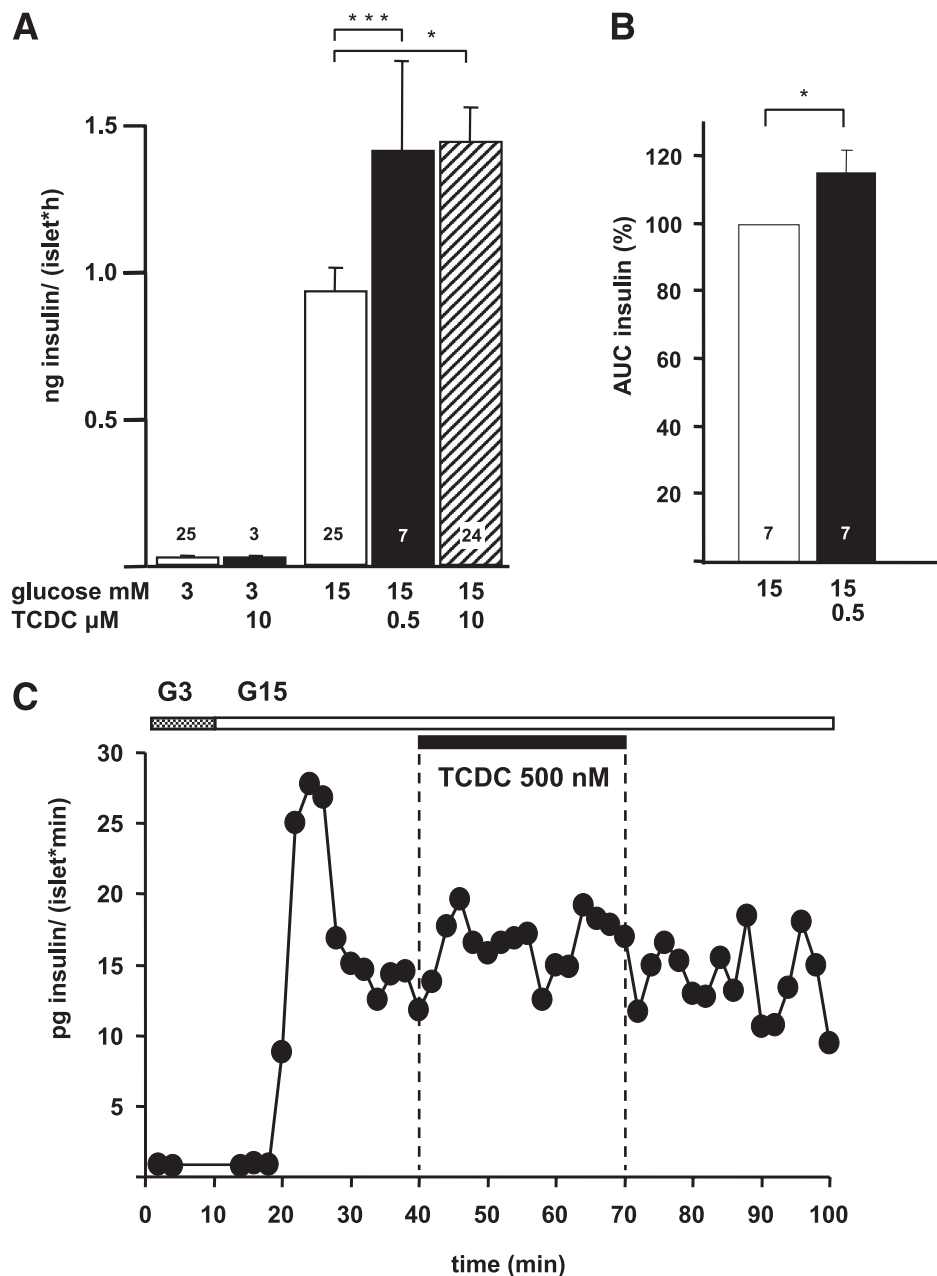 A
* * *
*
1.5
1.0
0.5
ng insulin/ (islet*h)
25
3
25
7
24
glucose mM
3
3
15
15
15
TCDC µM
10
0.5
10
B
*
120
100
80
60
40
20
AUC insulin (%)
7
7
15
15
0.5
C
G3
G15
TCDC 500 nM
30
25
20
15
10
5
pg insulin/ (islet*min)
0 10 20 30 40 50 60 70 80 90 100
time (min)